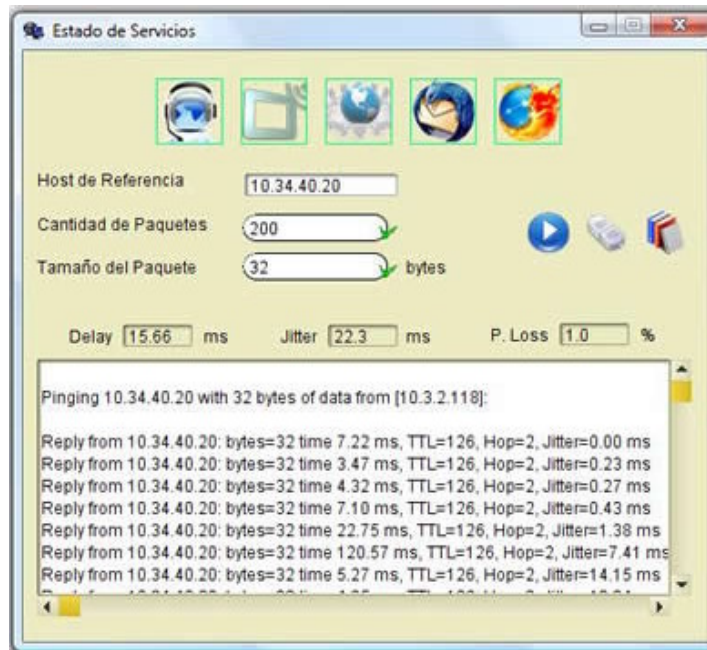 Estado de Servicios
Host de Referencia 10.34.40.20
Cantidad de Paquetes 200
Tamaño del Paquete 32 bytes
Delay 15.66 ms Jitter 22.3 ms P. Loss 1.0 %
Pinging 10.34.40.20 with 32 bytes of data from [10.3.2.118]:
Reply from 10.34.40.20: bytes=32 time 7.22 ms, TTL=126, Hop=2, Jitter=0.00 ms
Reply from 10.34.40.20: bytes=32 time 3.47 ms, TTL=126, Hop=2, Jitter=0.23 ms
Reply from 10.34.40.20: bytes=32 time 4.32 ms, TTL=126, Hop=2, Jitter=0.27 ms
Reply from 10.34.40.20: bytes=32 time 7.10 ms, TTL=126, Hop=2, Jitter=0.43 ms
Reply from 10.34.40.20: bytes=32 time 22.75 ms, TTL=126, Hop=2, Jitter=1.38 ms
Reply from 10.34.40.20: bytes=32 time 120.57 ms, TTL=126, Hop=2, Jitter=7.41 ms
Reply from 10.34.40.20: bytes=32 time 5.27 ms, TTL=126, Hop=2, Jitter=14.15 ms